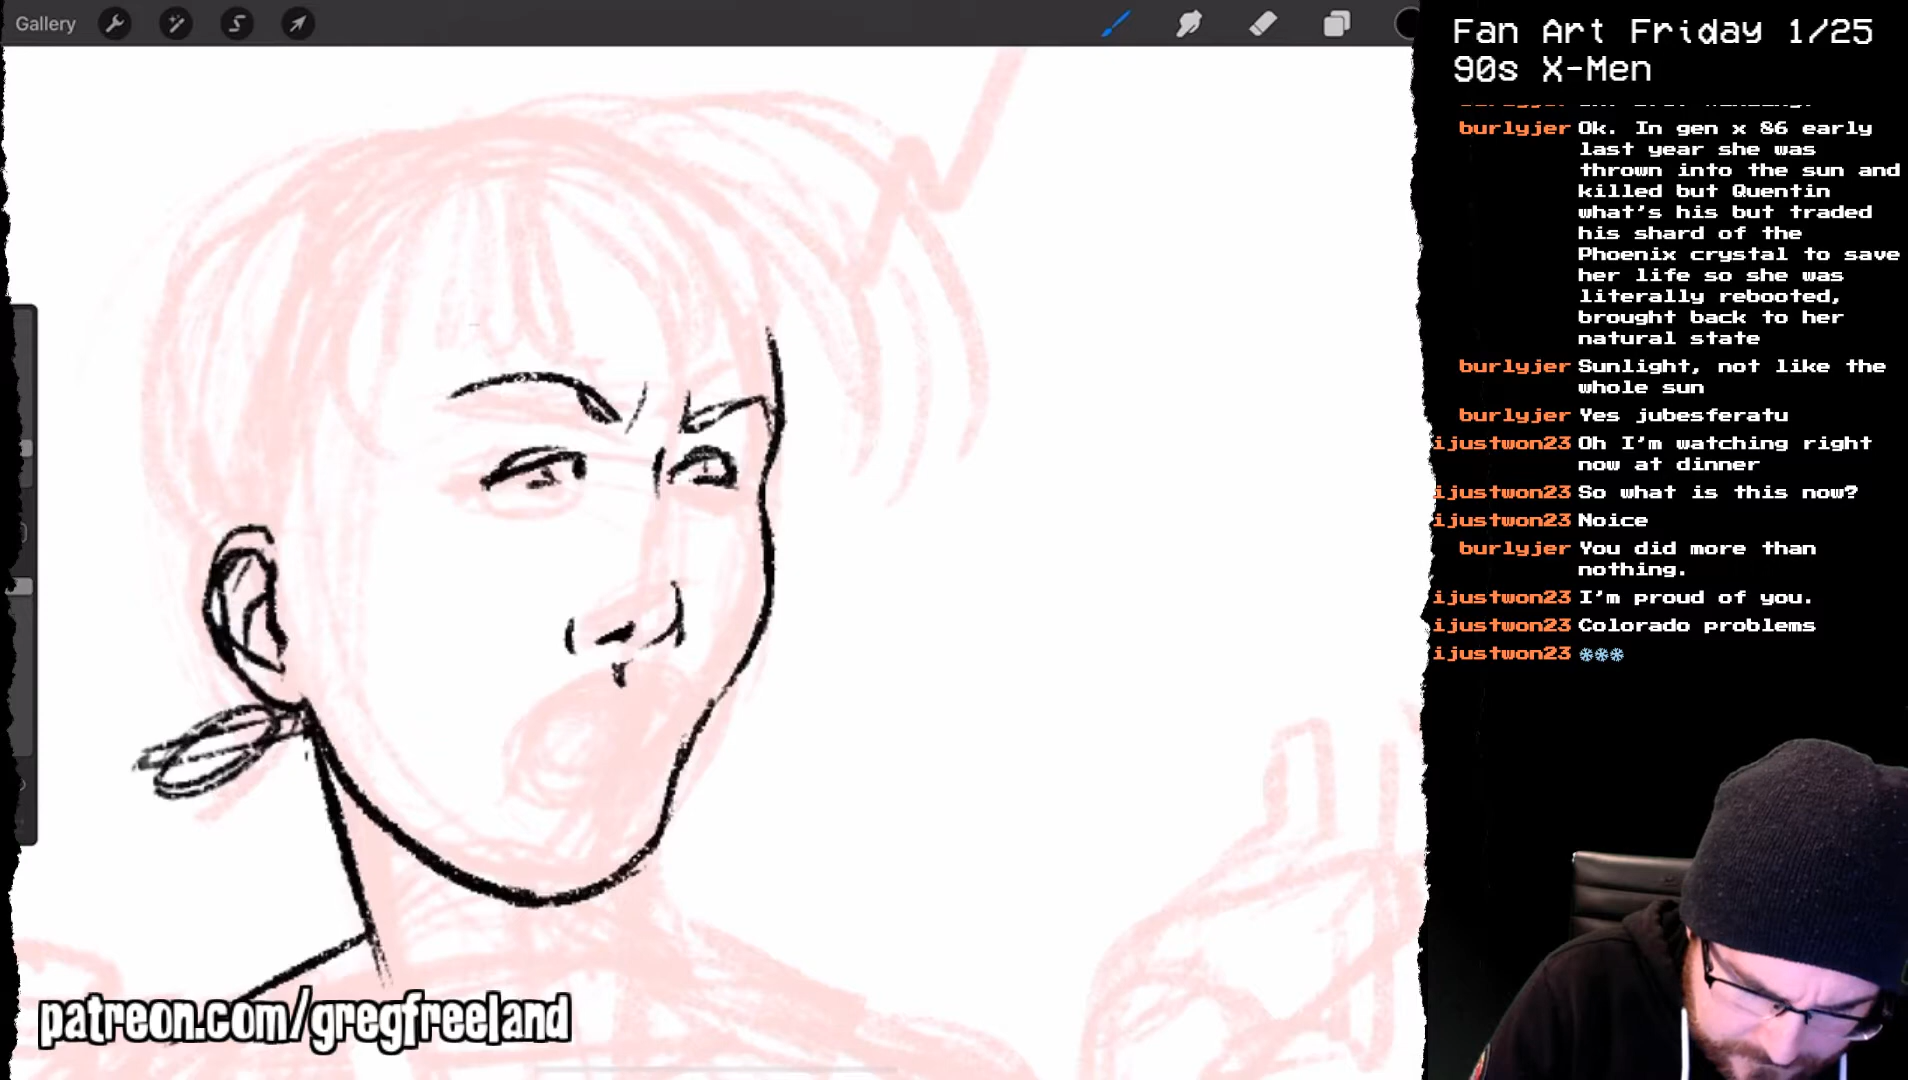 Gallery
Fan Art Friday 1/25
90s X-Men
burlyjer Ok. In gen x 86 early
last year she was
thrown into the sun and
killed but Quentin
what's his but traded
his shard of the
Phoenix crystal to save
her life so she was
literally rebooted,
brought back to her
natural state
burlyjer Sunlight, not like the
whole sun
burlyjer Yes jubesferatu
ijustwon23 Oh I'm watching right
now at dinner
ijustwon23 So what is this now?
ijustwon23 Noice
burlyjer You did more than
nothing.
ijustwon23 I'm proud of you.
ijustwon23 Colorado problems
ijustwon23 ❄❄❄
patreon.com/gregfreeland